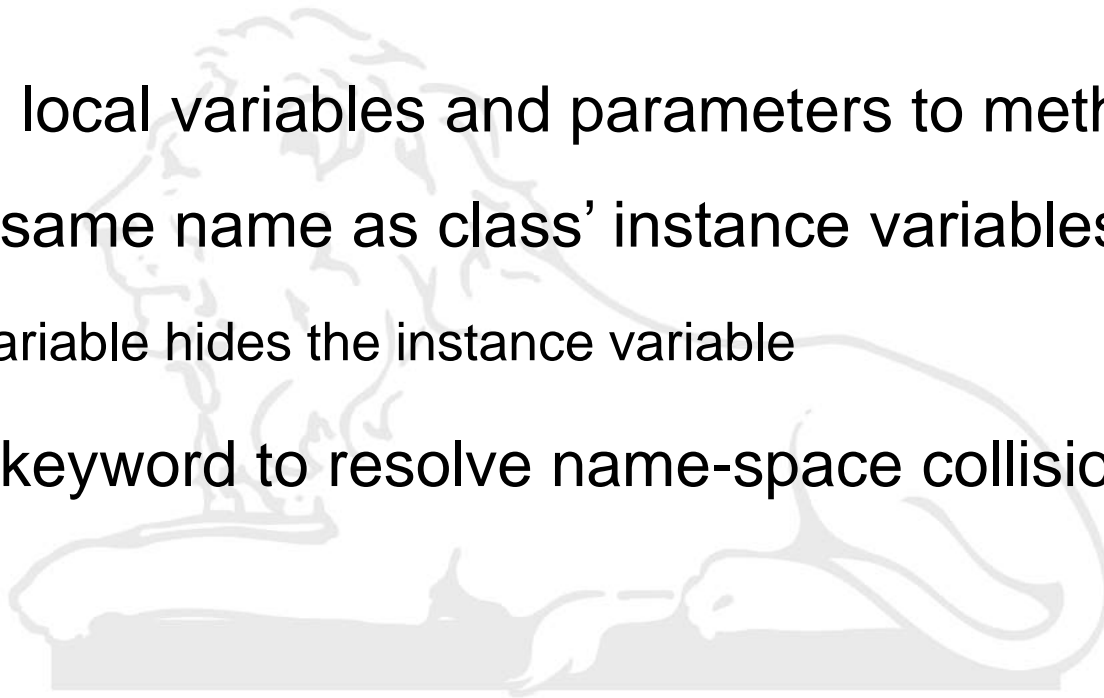 local variables and parameters to meth
same name as class’ instance variables
ariable hides the instance variable
keyword to resolve name-space collisio